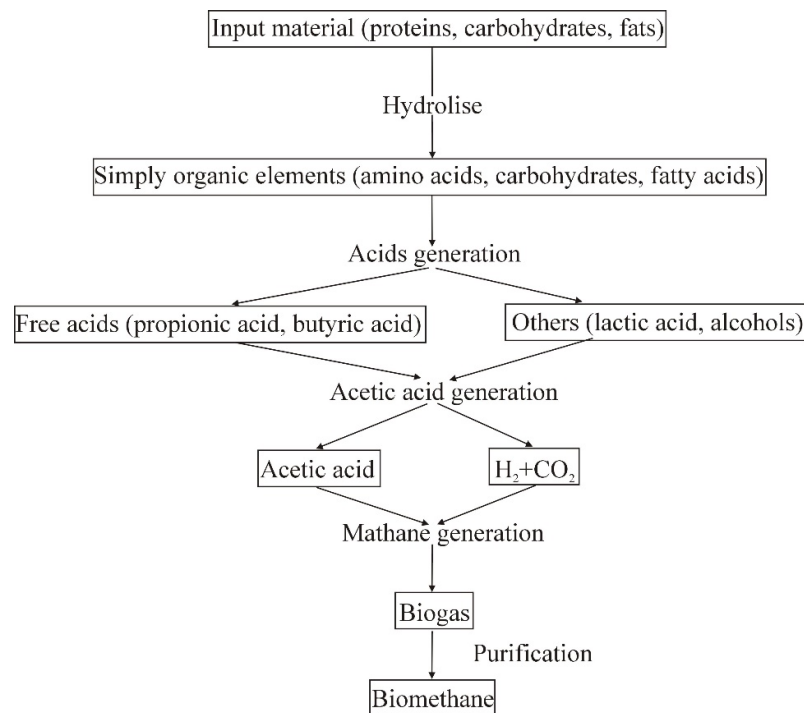 Input material (proteins, carbohydrates, fats)
Hydrolise
Simply organic elements (amino acids, carbohydrates, fatty acids)
Acids generation
Free acids (propionic acid, butyric acid)
Others (lactic acid, alcohols)
Acetic acid generation
Acetic acid
H₂+CO₂
Mathane generation
Biogas
Purification
Biomethane